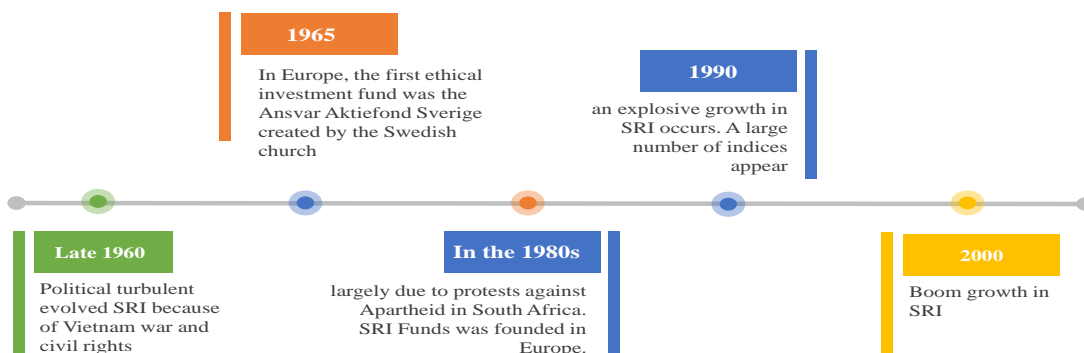 1965
In Europe, the first ethical
investment fund was the
Ansvar Aktiefond Sverige
created by the Swedish
church
1990
an explosive growth in
SRI occurs. A large
number of indices
appear
Late 1960
Political turbulent
evolved SRI because
of Vietnam war and
civil rights
In the 1980s
largely due to protests against
Apartheid in South Africa.
SRI Funds was founded in
Europe.
2000
Boom growth in
SRI